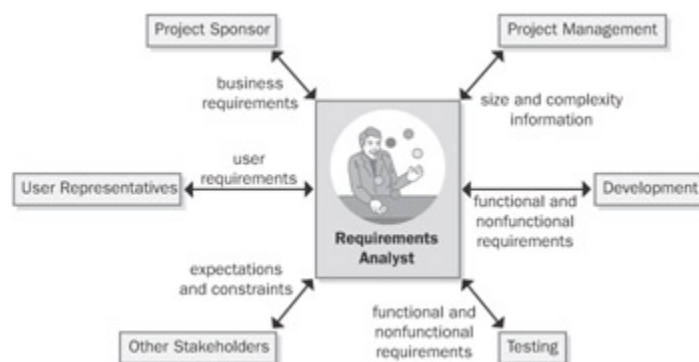 Project Sponsor
Project Management
business
requirements
size and complexity
information
User Representatives
user
requirements
Requirements
Analyst
Development
functional and
nonfunctional
requirements
expectations
and constraints
functional and
nonfunctional
requirements
Other Stakeholders
Testing